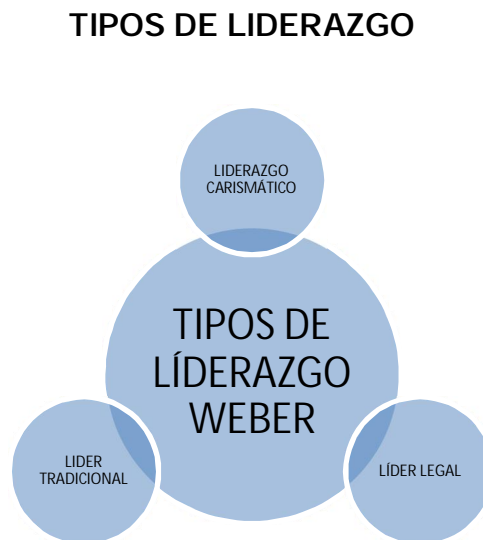 TIPOS DE LIDERAZGO
LIDERAZGO
CARISMÁTICO
TIPOS DE
LÍDERAZGO
WEBER
LIDER
TRADICIONAL
LÍDER LEGAL